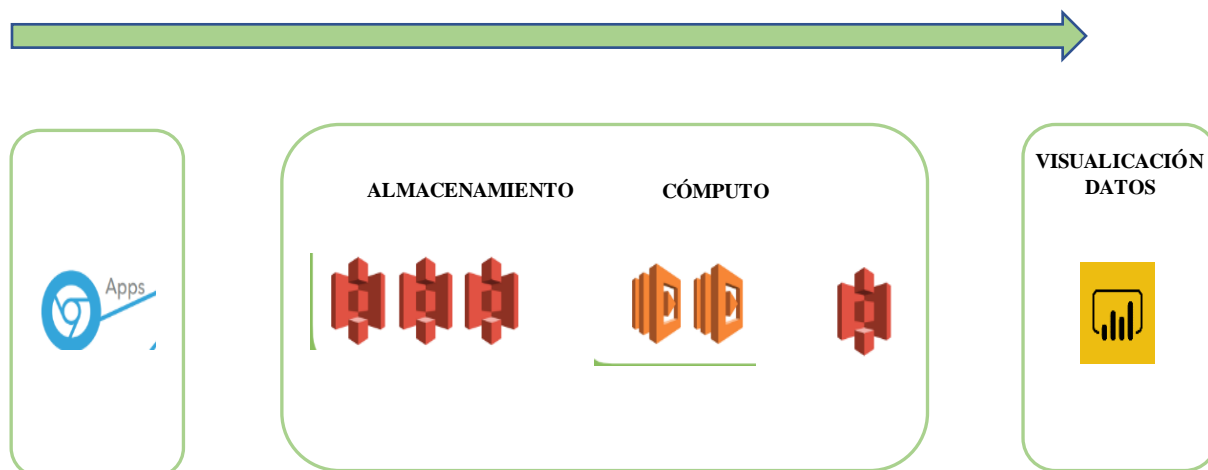 ALMACENAMIENTO
CÓMPUTO
VISUALICACIÓN
DATOS
Apps